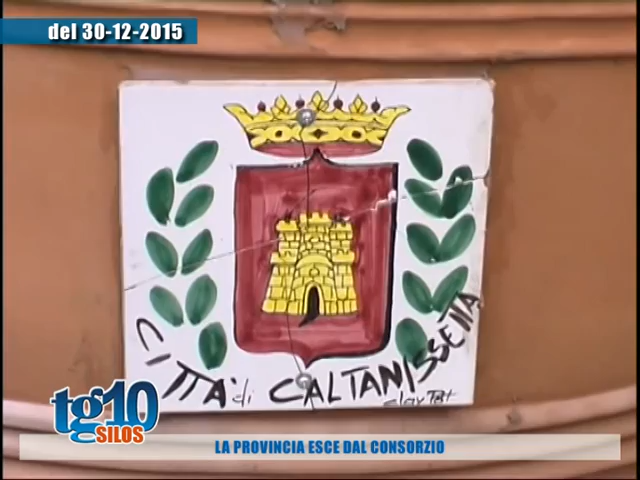 del 30-12-2015
CITTA' di CALTANISSETTA
tg10
SILOS
LA PROVINCIA ESCE DAL CONSORZIO